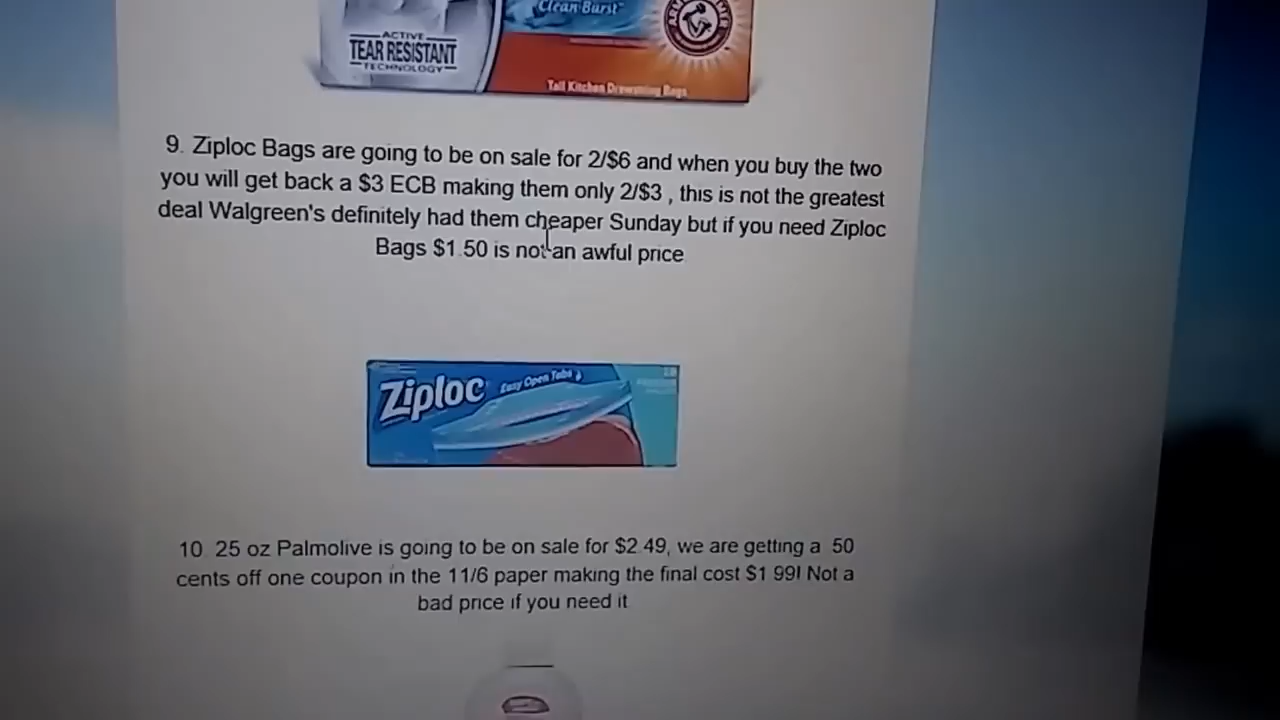 Clean Burst™
ACTIVE
TEAR RESISTANT
TECHNOLOGY
Tall Kitchen Drawstring Bags
9. Ziploc Bags are going to be on sale for 2/$6 and when you buy the two
you will get back a $3 ECB making them only 2/$3 , this is not the greatest
deal Walgreen's definitely had them cheaper Sunday but if you need Ziploc
Bags $1.50 is not an awful price
Ziploc
Easy Open Tabs
10. 25 oz Palmolive is going to be on sale for $2.49, we are getting a 50
cents off one coupon in the 11/6 paper making the final cost $1.99! Not a
bad price if you need it